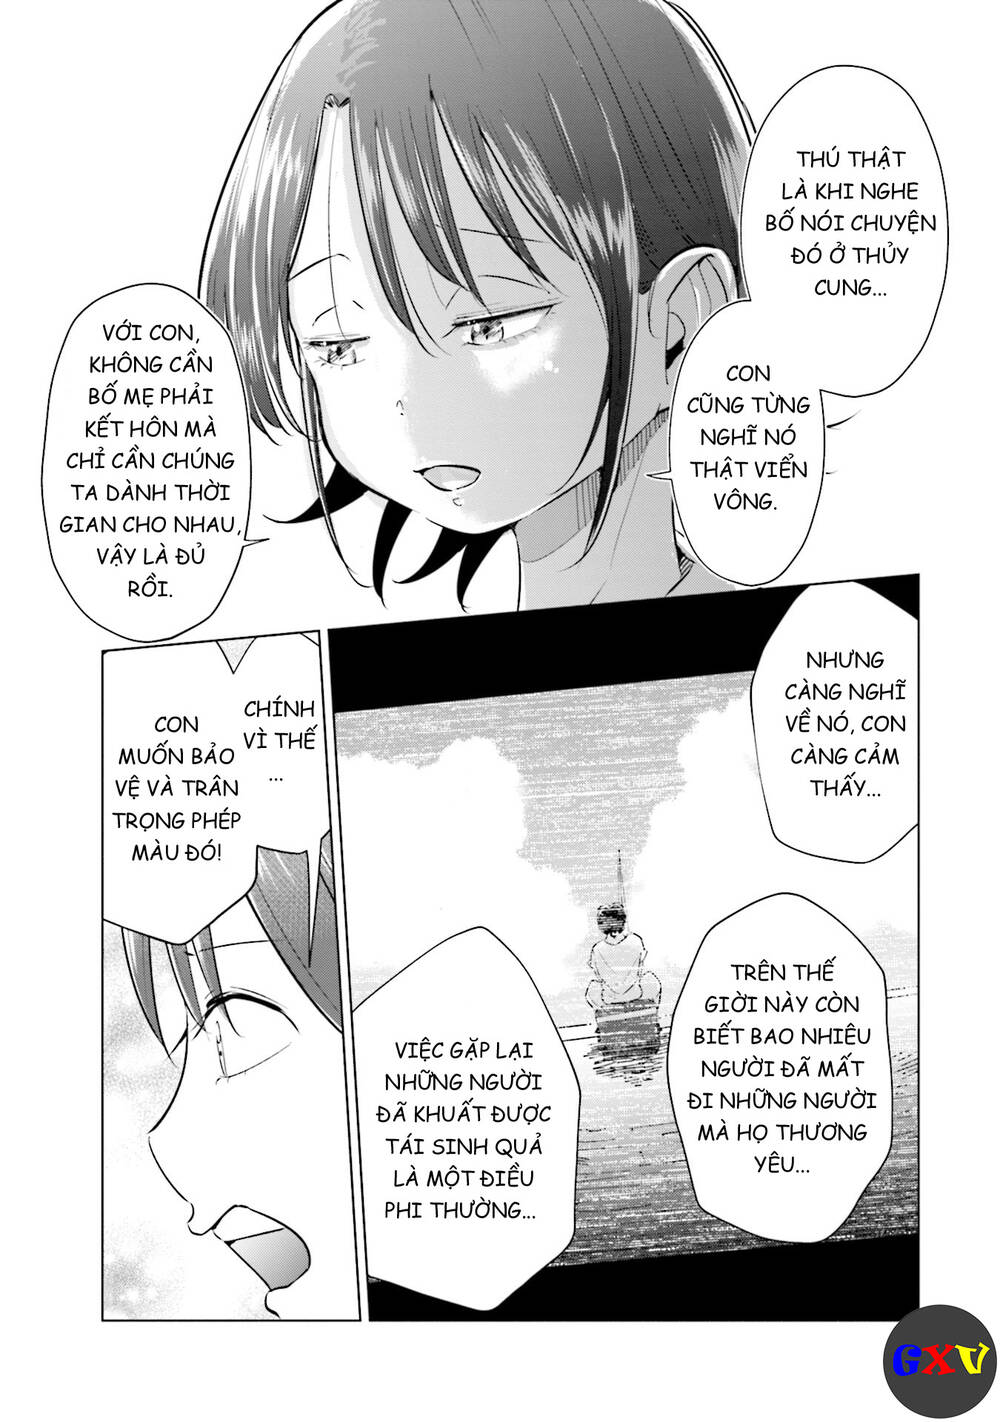 THÚ THẬT
LÀ KHI NGHE
BỐ NÓI CHUYỆN
ĐÓ Ở THỦY
CUNG...
CON
CŨNG TỪNG
NGHĨ NÓ
THẬT VIỂN
VÔNG.
VỚI CON,
KHÔNG CẦN
BỐ MẸ PHẢI
KẾT HÔN MÀ
CHỈ CẦN CHÚNG
TA DÀNH THỜI
GIAN CHO NHAU,
VẬY LÀ ĐỦ
RỒI.
NHƯNG
CÀNG NGHĨ
VỀ NÓ, CON
CÀNG CẢM
THẤY...
TRÊN THẾ
GIỚI NÀY CÒN
BIẾT BAO NHIÊU
NGƯỜI ĐÃ MẤT
ĐI NHỮNG NGƯỜI
MÀ HỌ THƯƠNG
YÊU...
VIỆC GẶP LẠI
NHỮNG NGƯỜI
ĐÃ KHUẤT ĐƯỢC
TÁI SINH QUẢ
LÀ MỘT ĐIỀU
PHI THƯỜNG...
CHÍNH
VÌ THẾ
...
CON
MUỐN BẢO
VỆ VÀ TRÂN
TRỌNG PHÉP
MÀU ĐÓ!
GXV